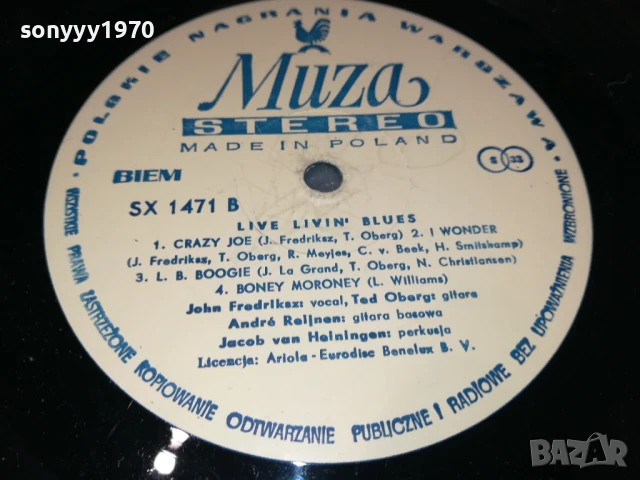 sonyyy1970
POLSKIE NAGRANIA WARSZAWA
Muza
STEREO
MADE IN POLAND
BIEM
33
SX 1471 B
LIVE LIVIN' BLUES
1. CRAZY JOE (J. Fredriksz, T. Oberg) 2. I WONDER
(J. Fredriksz, T. Oberg, R. Meyjes, C. v. Beek, H. Smitskamp)
3. L. B. BOOGIE (J. La Grand, T. Oberg, N. Christiansen)
4. BONEY MORONEY (L. Williams)
John Fredriksz: vocal, Ted Oberg: gitara
André Reijnen: gitara basowa
Jacob van Heiningen: perkusja
Licencja: Ariola-Eurodisc Benelux B. V.
WSZYSTKIE PRAWA ZASTRZEŻONE KOPIOWANIE ODTWARZANIE PUBLICZNE I RADIOWE BEZ UPOWAŻNIENIA WZBRONIONE
BAZAR